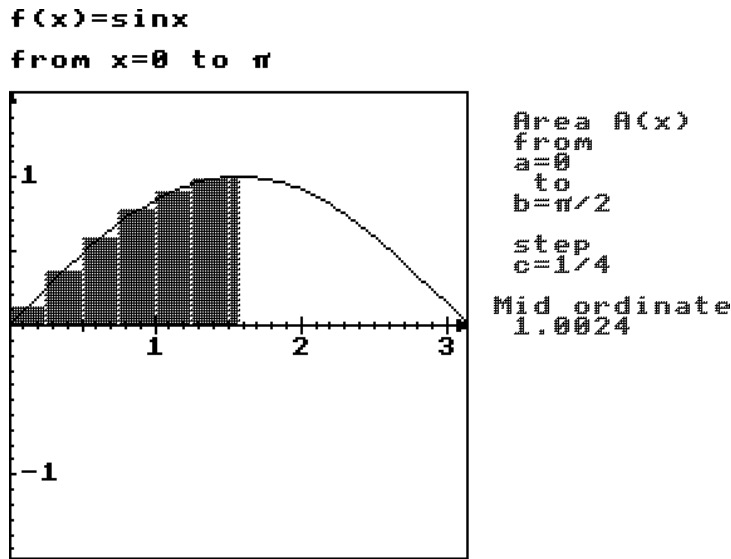 f(x)=sinx
from x=0 to π
Area A(x)
from
a=0
to
b=π/2
step
c=1/4
Mid ordinate
1.0024
1
1
2
3
-1